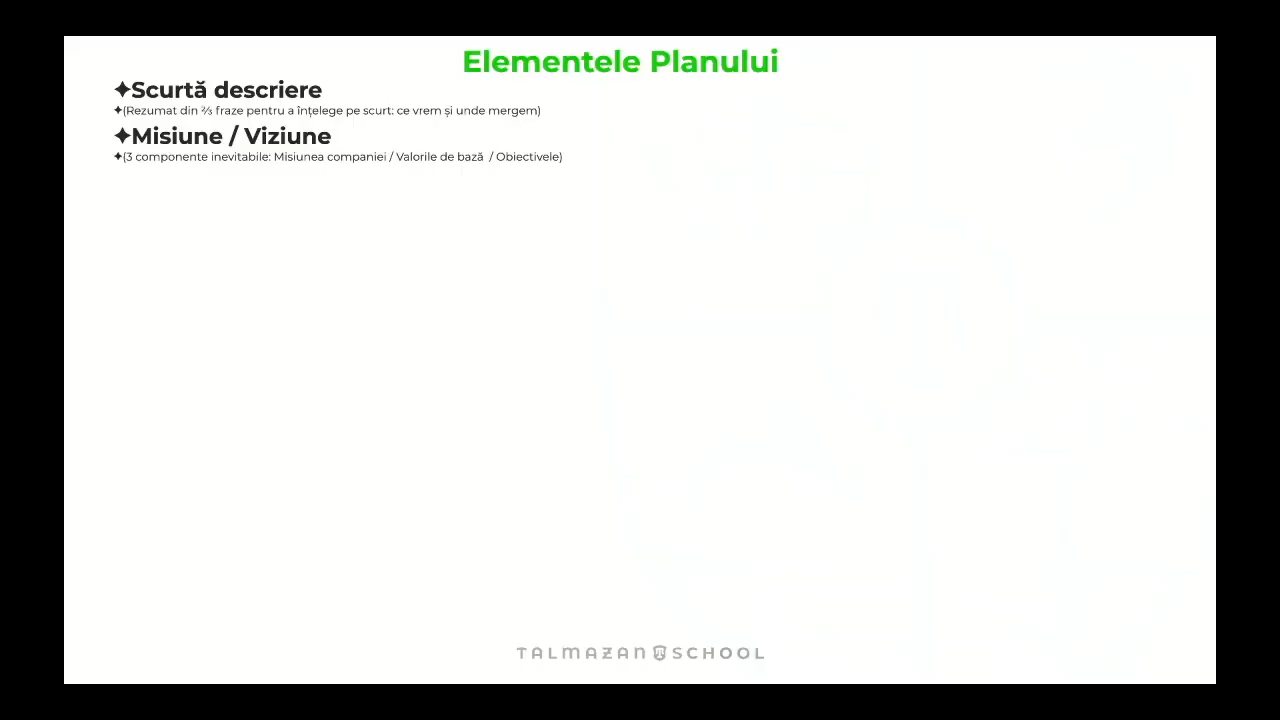 Elementele Planului
✦Scurtă descriere
✦(Rezumat din ⅔ fraze pentru a înțelege pe scurt: ce vrem și unde mergem)
✦Misiune / Viziune
✦(3 componente inevitabile: Misiunea companiei / Valorile de bază / Obiectivele)
TALMAZAN SCHOOL